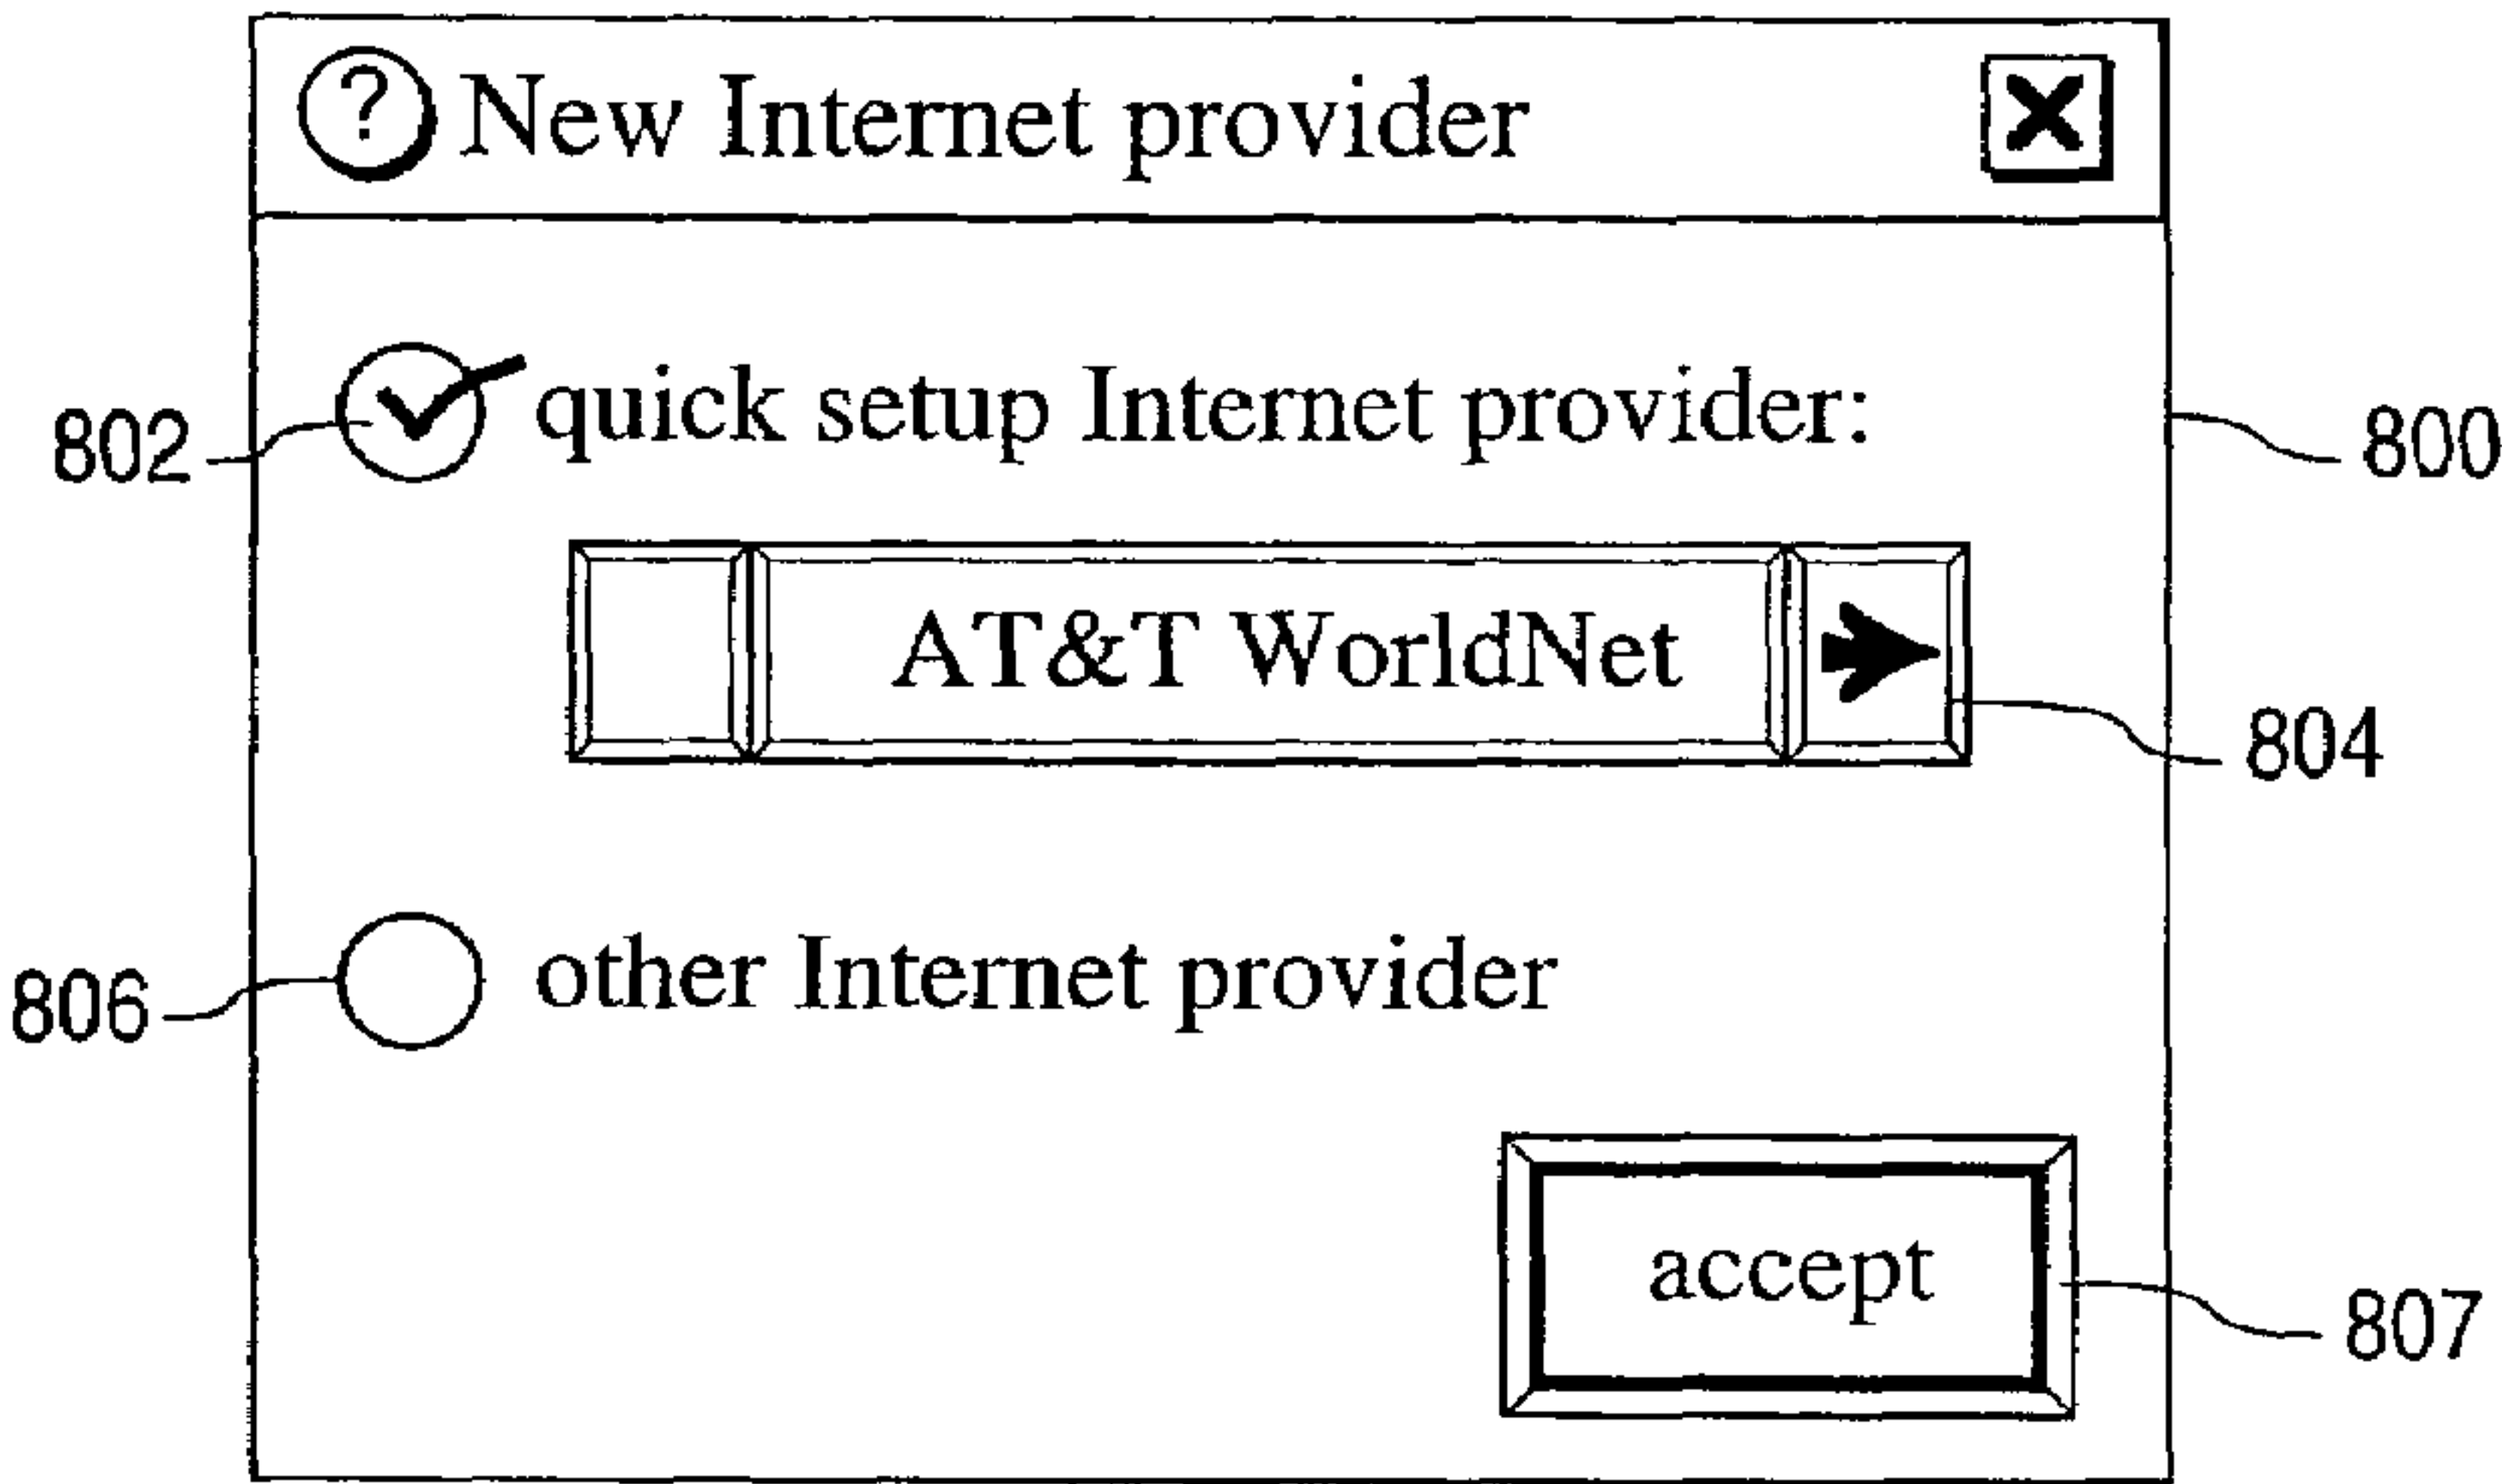 ? New Internet provider
802
quick setup Internet provider:
800
AT&T WorldNet
804
806
other Internet provider
accept
807